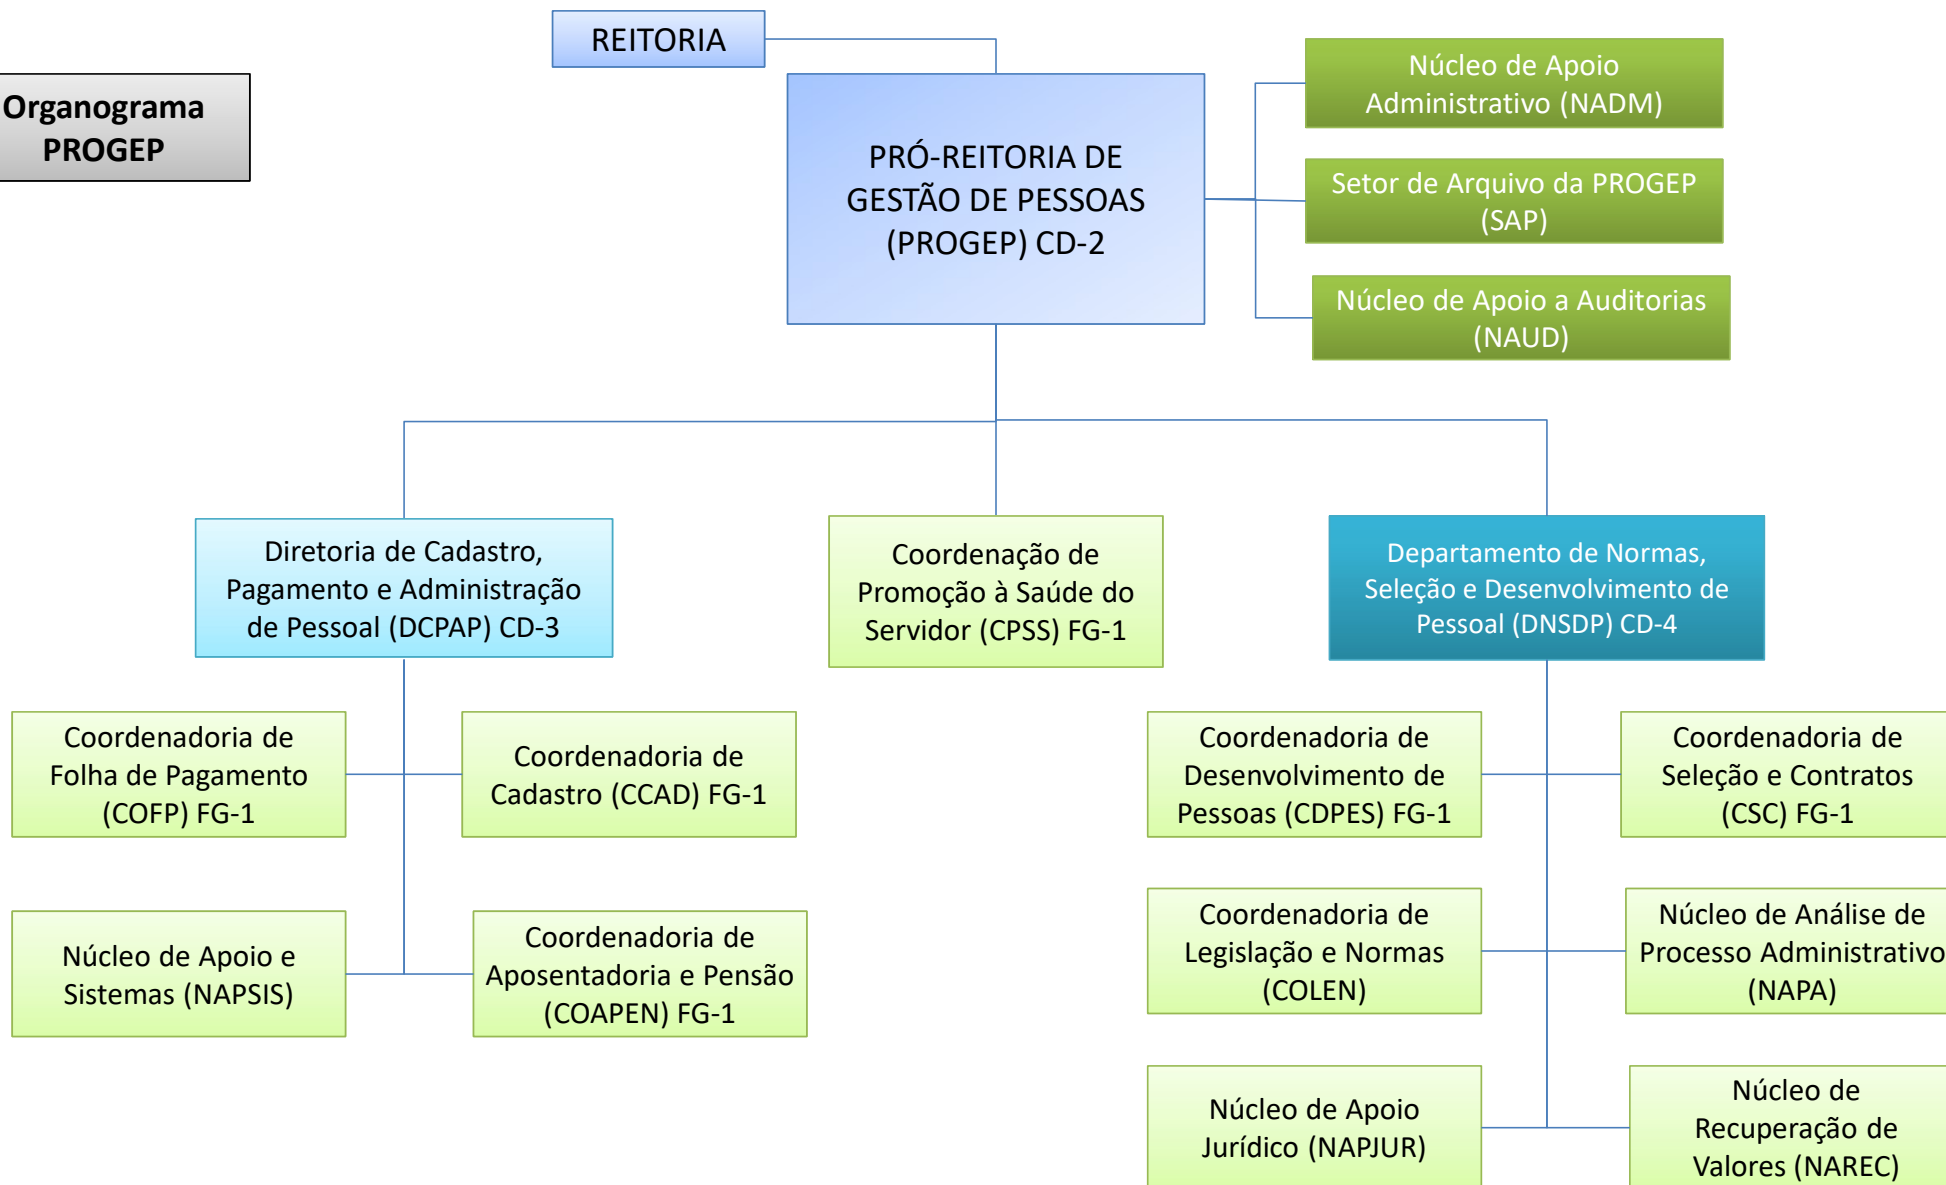 REITORIA
Organograma
PROGEP
PRÓ-REITORIA DE
GESTÃO DE PESSOAS
(PROGEP) CD-2
Núcleo de Apoio
Administrativo (NADM)
Setor de Arquivo da PROGEP
(SAP)
Núcleo de Apoio a Auditorias
(NAUD)
Diretoria de Cadastro,
Pagamento e Administração
de Pessoal (DCPAP) CD-3
Coordenação de
Promoção à Saúde do
Servidor (CPSS) FG-1
Departamento de Normas,
Seleção e Desenvolvimento de
Pessoal (DNSDP) CD-4
Coordenadoria de
Folha de Pagamento
(COFP) FG-1
Coordenadoria de
Cadastro (CCAD) FG-1
Coordenadoria de
Desenvolvimento de
Pessoas (CDPES) FG-1
Coordenadoria de
Seleção e Contratos
(CSC) FG-1
Núcleo de Apoio e
Sistemas (NAPSIS)
Coordenadoria de
Aposentadoria e Pensão
(COAPEN) FG-1
Coordenadoria de
Legislação e Normas
(COLEN)
Núcleo de Análise de
Processo Administrativo
(NAPA)
Núcleo de Apoio
Jurídico (NAPJUR)
Núcleo de
Recuperação de
Valores (NAREC)